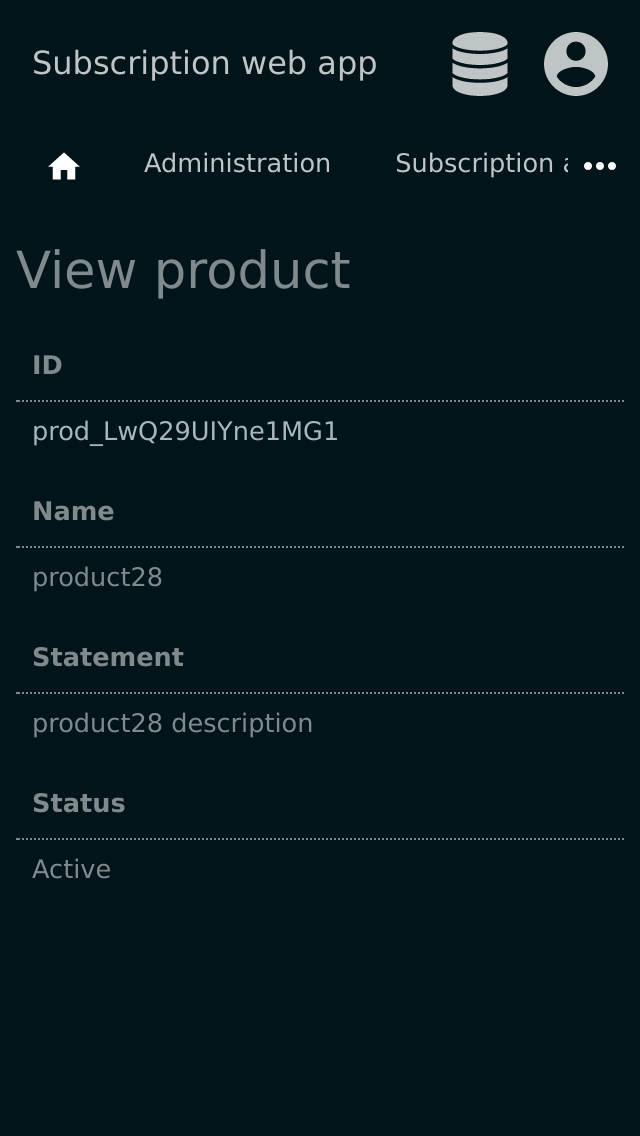 Subscription web app
Administration
Subscription
View product
ID
prod_LwQ29UIYne1MG1
Name
product28
Statement
product28 description
Status
Active